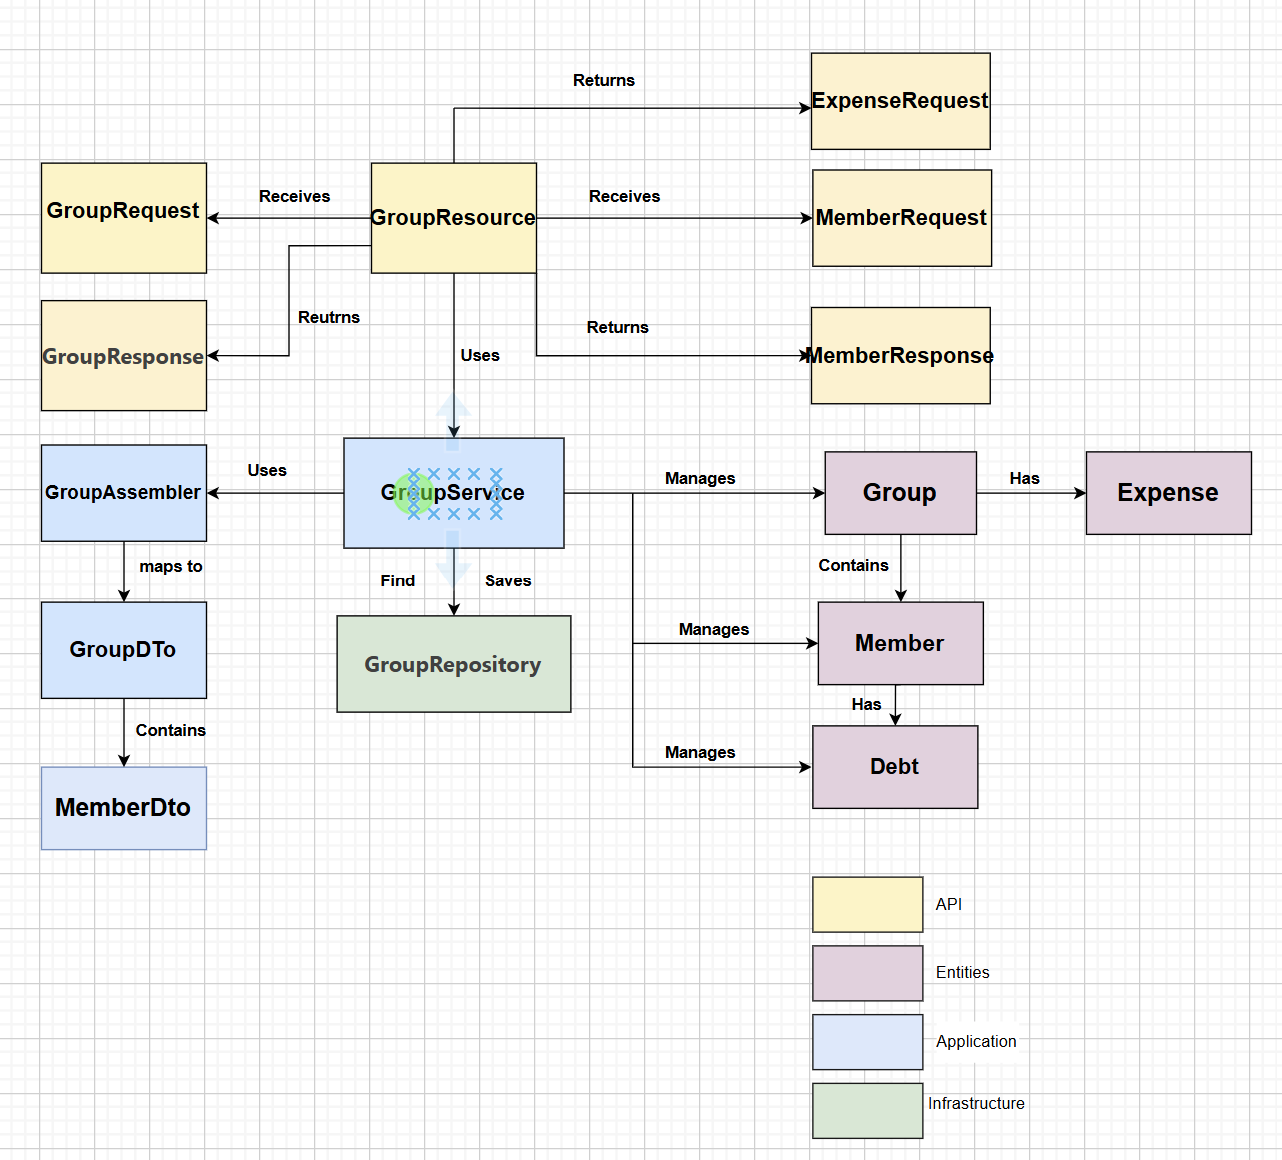 Returns
ExpenseRequest
GroupRequest
Receives
GroupResource
Receives
MemberRequest
Reutrns
GroupResponse
Uses
Returns
MemberResponse
GroupAssembler
Uses
GroupService
Manages
Group
Has
Expense
maps to
Find
Saves
Contains
GroupDTo
GroupRepository
Manages
Member
Contains
Has
MemberDto
Manages
Debt
API
Entities
Application
Infrastructure